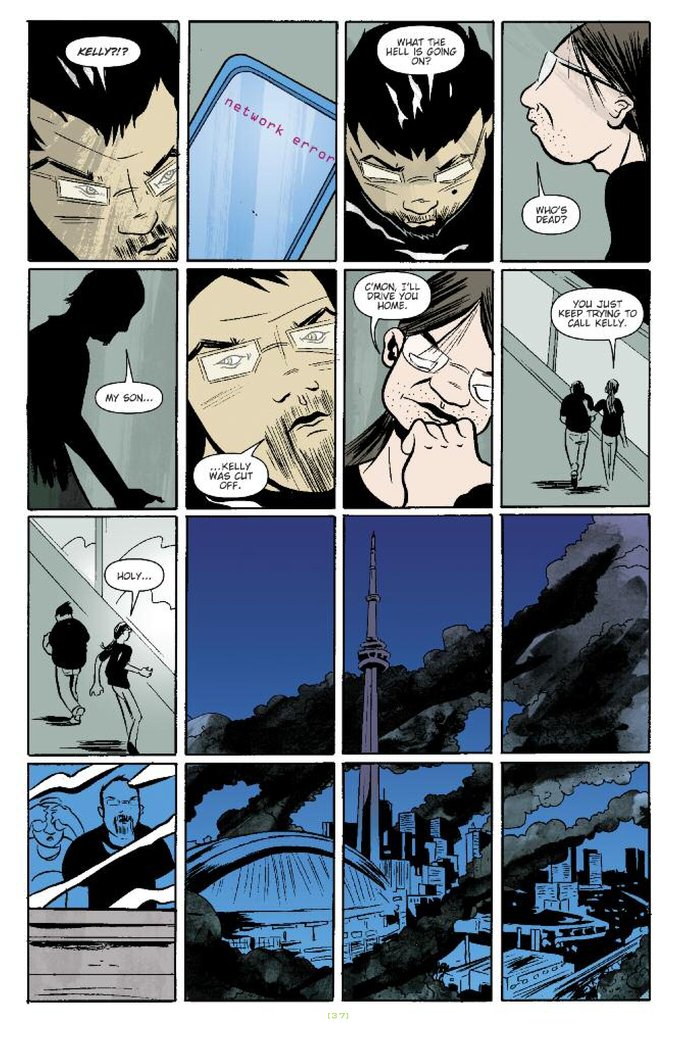 KELLY?!?
network error
WHAT THE
HELL IS GOING
ON?
WHO'S
DEAD?
MY SON...
...KELLY
WAS CUT
OFF.
C'MON, I'LL
DRIVE YOU
HOME.
YOU JUST
KEEP TRYING TO
CALL KELLY.
HOLY...
[37]